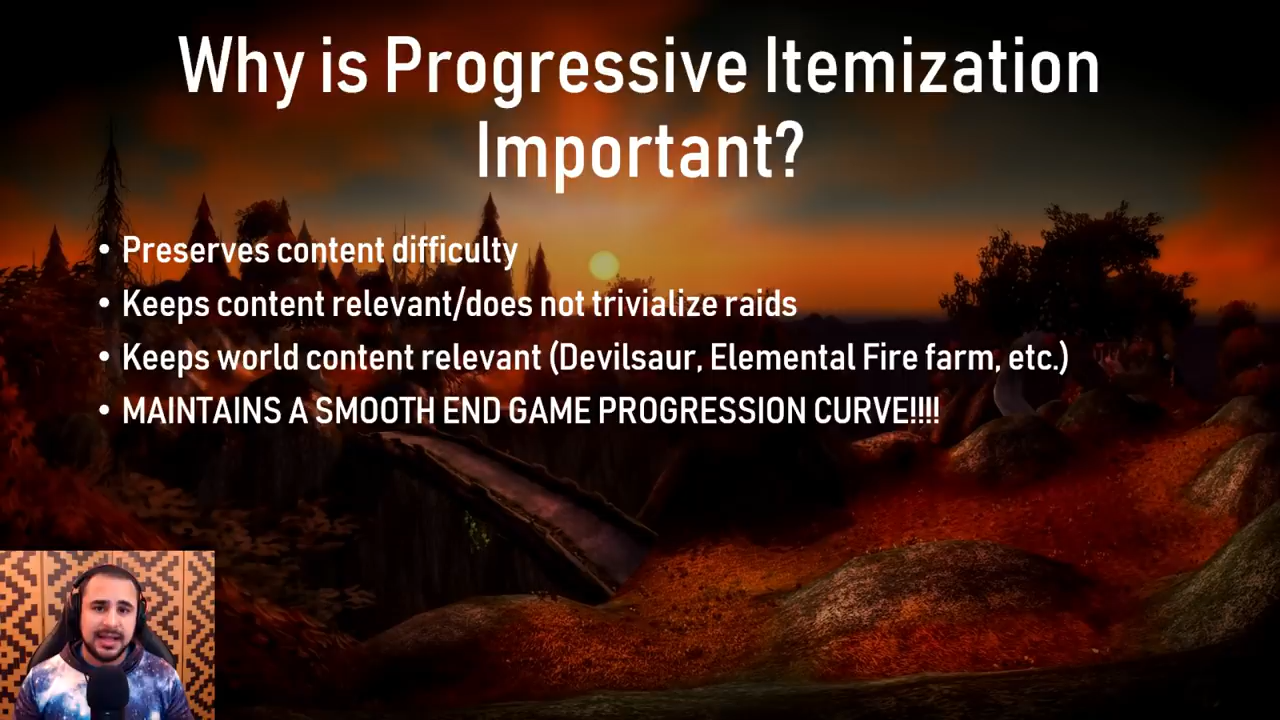 Why is Progressive Itemization
Important?
• Preserves content difficulty
• Keeps content relevant/does not trivialize raids
• Keeps world content relevant (Devilsaur, Elemental Fire farm, etc.)
• MAINTAINS A SMOOTH END GAME PROGRESSION CURVE!!!!